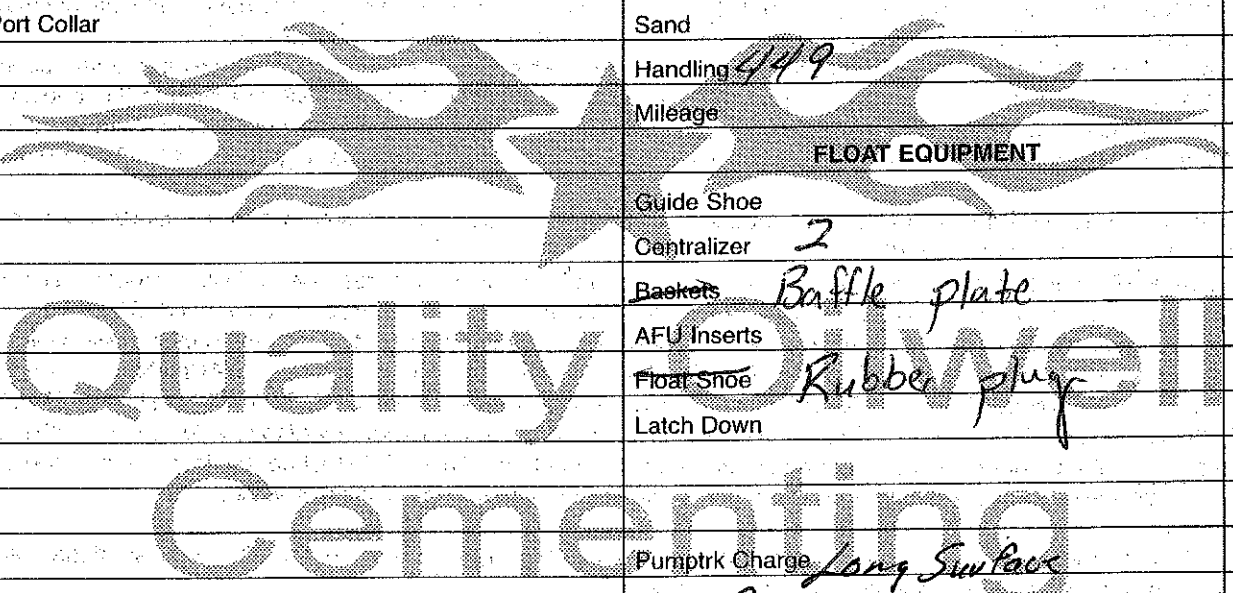 Port Collar
Sand
Handling 449
Mileage
FLOAT EQUIPMENT
Guide Shoe
Centralizer 2
Baskets Baffle plate
AFU Inserts
Float Shoe Rubber plug
Latch Down
Quality Oilwell
Cementing
Pumptrk Charge Long Surface